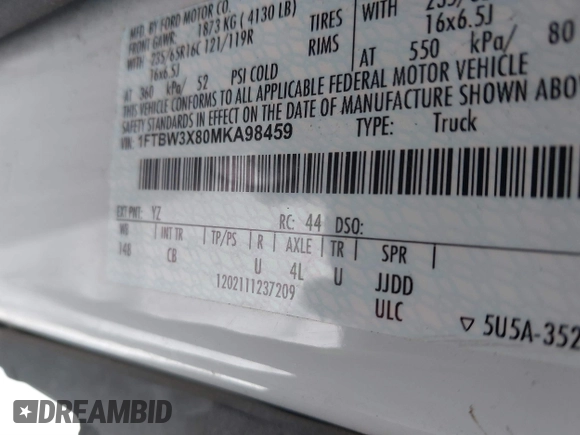 MFD. BY FORD MOTOR CO.
FRONT GAWR: 1873 KG ( 4130 LB)
WITH 235/65R16C 121/119R TIRES
16x6.5J RIMS
AT 360 kPa/ 52 PSI COLD
WITH
16x6.5J
AT 550 kPa/ 80
THIS VEHICLE CONFORMS TO ALL APPLICABLE FEDERAL MOTOR VEHICLE
SAFETY STANDARDS IN EFFECT ON THE DATE OF MANUFACTURE SHOWN ABO
VIN: 1FTBW3X80MKA98459
TYPE: Truck
EXT PNT: YZ RC: 44 DSO:
WB INT TR TP/PS R AXLE TR SPR
148 CB U 4L U JJDD
1202111237209 ULC
5U5A-352
DREAMBID